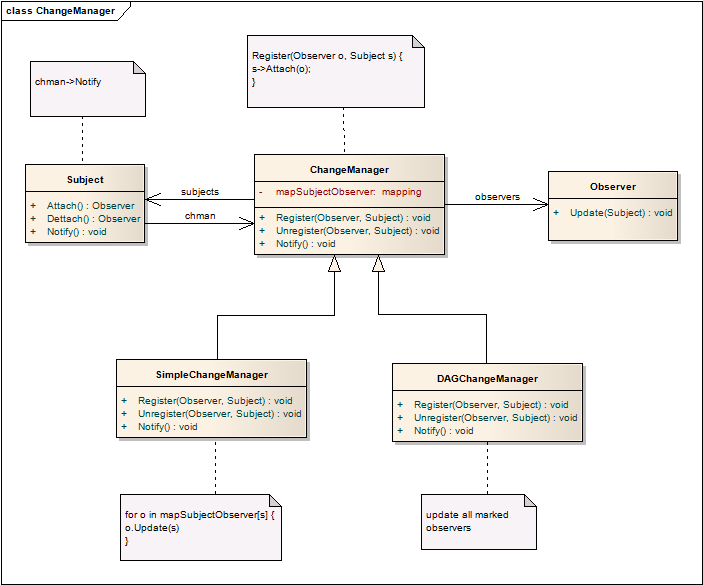 class ChangeManager
Register(Observer o, Subject s) {
s->Attach(o);
}
chman->Notify
Subject
+ Attach() : Observer
+ Dettach() : Observer
+ Notify() : void
subjects
chman
ChangeManager
- mapSubjectObserver: mapping
+ Register(Observer, Subject) : void
+ Unregister(Observer, Subject) : void
+ Notify() : void
observers
Observer
+ Update(Subject) : void
SimpleChangeManager
+ Register(Observer, Subject) : void
+ Unregister(Observer, Subject) : void
+ Notify() : void
DAGChangeManager
+ Register(Observer, Subject) : void
+ Unregister(Observer, Subject) : void
+ Notify() : void
for o in mapSubjectObserver[s] {
o.Update(s)
}
update all marked
observers